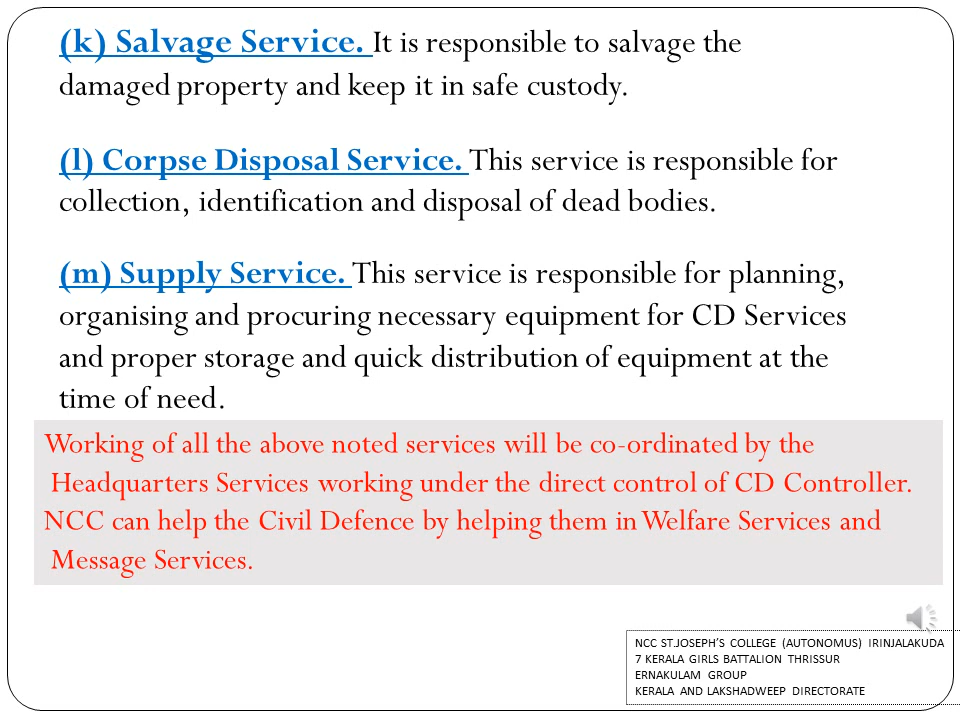 (k) Salvage Service. It is responsible to salvage the
damaged property and keep it in safe custody.
(l) Corpse Disposal Service. This service is responsible for
collection, identification and disposal of dead bodies.
(m) Supply Service. This service is responsible for planning,
organising and procuring necessary equipment for CD Services
and proper storage and quick distribution of equipment at the
time of need.
Working of all the above noted services will be co-ordinated by the
Headquarters Services working under the direct control of CD Controller.
NCC can help the Civil Defence by helping them in Welfare Services and
Message Services.
NCC ST.JOSEPH'S COLLEGE (AUTONOMUS) IRINJALAKUDA
7 KERALA GIRLS BATTALION THRISSUR
ERNAKULAM GROUP
KERALA AND LAKSHADWEEP DIRECTORATE